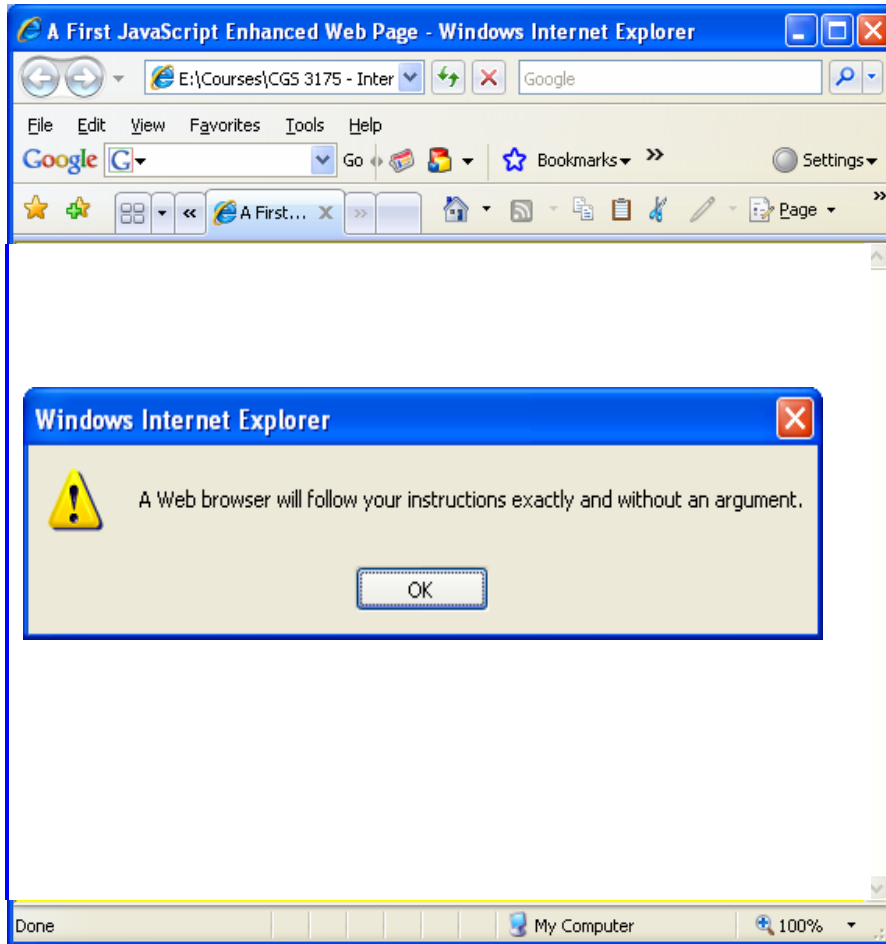 A First JavaScript Enhanced Web Page - Windows Internet Explorer
E:\Courses\CGS 3175 - Inter Google
File Edit View Favorites Tools Help
Google G Go Bookmarks » Settings
« A First... X » Page »
Windows Internet Explorer
A Web browser will follow your instructions exactly and without an argument.
OK
Done My Computer 100%